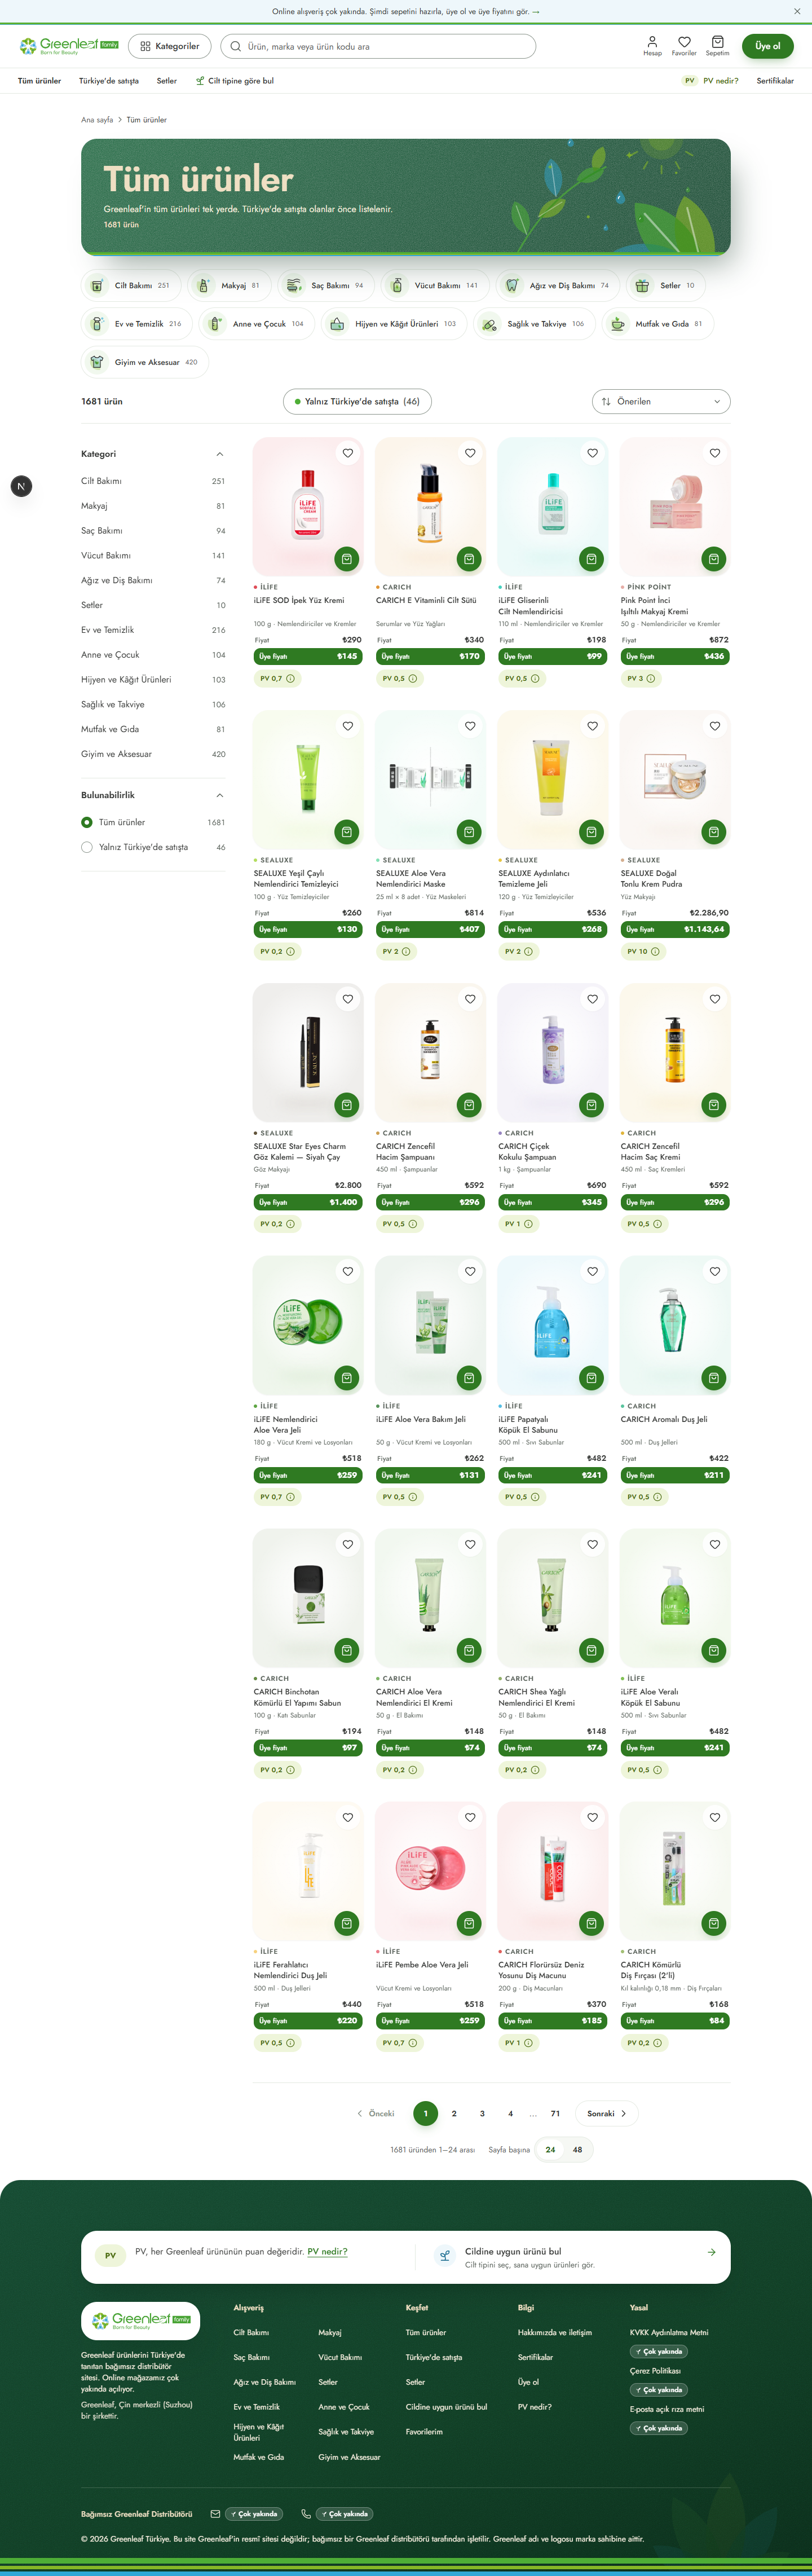 Online alışveriş çok yakında. Şimdi sepetini hazırla, üye ol ve üye fiyatını gör. →
Greenleaf family
Born for Beauty
Kategoriler
Ürün, marka veya ürün kodu ara
Hesap
Favoriler
Sepetim
Üye ol
Tüm ürünler
Türkiye'de satışta
Setler
Cilt tipine göre bul
PV PV nedir?
Sertifikalar
Ana sayfa > Tüm ürünler
Tüm ürünler
Greenleaf'in tüm ürünleri tek yerde. Türkiye'de satışta olanlar önce listelenir.
1681 ürün
Cilt Bakımı 251
Makyaj 81
Saç Bakımı 94
Vücut Bakımı 141
Ağız ve Diş Bakımı 74
Setler 10
Ev ve Temizlik 216
Anne ve Çocuk 104
Hijyen ve Kâğıt Ürünleri 103
Sağlık ve Takviye 106
Mutfak ve Gıda 81
Giyim ve Aksesuar 420
1681 ürün
Yalnız Türkiye'de satışta (46)
Önerilen
Kategori
Cilt Bakımı 251
Makyaj 81
Saç Bakımı 94
Vücut Bakımı 141
Ağız ve Diş Bakımı 74
Setler 10
Ev ve Temizlik 216
Anne ve Çocuk 104
Hijyen ve Kâğıt Ürünleri 103
Sağlık ve Takviye 106
Mutfak ve Gıda 81
Giyim ve Aksesuar 420
Bulunabilirlik
Tüm ürünler 1681
Yalnız Türkiye'de satışta 46
İLİFE
iLiFE SOD İpek Yüz Kremi
100 g · Nemlendiriciler ve Kremler
Fiyat ₺290
Üye fiyatı ₺145
PV 0,7
CARICH
CARICH E Vitaminli Cilt Sütü
Serumlar ve Yüz Yağları
Fiyat ₺340
Üye fiyatı ₺170
PV 0,5
İLİFE
iLiFE Gliserinli
Cilt Nemlendiricisi
110 ml · Nemlendiriciler ve Kremler
Fiyat ₺198
Üye fiyatı ₺99
PV 0,5
PİNK POİNT
Pink Point İnci
Işıltılı Makyaj Kremi
50 g · Nemlendiriciler ve Kremler
Fiyat ₺872
Üye fiyatı ₺436
PV 3
SEALUXE
SEALUXE Yeşil Çaylı
Nemlendirici Temizleyici
100 g · Yüz Temizleyiciler
Fiyat ₺260
Üye fiyatı ₺130
PV 0,2
SEALUXE
SEALUXE Aloe Vera
Nemlendirici Maske
25 ml × 8 adet · Yüz Maskeleri
Fiyat ₺814
Üye fiyatı ₺407
PV 2
SEALUXE
SEALUXE Aydınlatıcı
Temizleme Jeli
120 g · Yüz Temizleyiciler
Fiyat ₺536
Üye fiyatı ₺268
PV 2
SEALUXE
SEALUXE Doğal
Tonlu Krem Pudra
Yüz Makyajı
Fiyat ₺2.286,90
Üye fiyatı ₺1.143,64
PV 10
SEALUXE
SEALUXE Star Eyes Charm
Göz Kalemi — Siyah Çay
Göz Makyajı
Fiyat ₺2.800
Üye fiyatı ₺1.400
PV 0,2
CARICH
CARICH Zencefil
Hacim Şampuanı
450 ml · Şampuanlar
Fiyat ₺592
Üye fiyatı ₺296
PV 0,5
CARICH
CARICH Çiçek
Kokulu Şampuan
1 kg · Şampuanlar
Fiyat ₺690
Üye fiyatı ₺345
PV 1
CARICH
CARICH Zencefil
Hacim Saç Kremi
450 ml · Saç Kremleri
Fiyat ₺592
Üye fiyatı ₺296
PV 0,5
İLİFE
iLiFE Nemlendirici
Aloe Vera Jeli
180 g · Vücut Kremi ve Losyonları
Fiyat ₺518
Üye fiyatı ₺259
PV 0,7
İLİFE
iLiFE Aloe Vera Bakım Jeli
50 g · Vücut Kremi ve Losyonları
Fiyat ₺262
Üye fiyatı ₺131
PV 0,5
İLİFE
iLiFE Papatyalı
Köpük El Sabunu
500 ml · Sıvı Sabunlar
Fiyat ₺482
Üye fiyatı ₺241
PV 0,5
CARICH
CARICH Aromalı Duş Jeli
500 ml · Duş Jelleri
Fiyat ₺422
Üye fiyatı ₺211
PV 0,5
CARICH
CARICH Binchotan
Kömürlü El Yapımı Sabun
100 g · Katı Sabunlar
Fiyat ₺194
Üye fiyatı ₺97
PV 0,2
CARICH
CARICH Aloe Vera
Nemlendirici El Kremi
50 g · El Bakımı
Fiyat ₺148
Üye fiyatı ₺74
PV 0,2
CARICH
CARICH Shea Yağlı
Nemlendirici El Kremi
50 g · El Bakımı
Fiyat ₺148
Üye fiyatı ₺74
PV 0,2
İLİFE
iLiFE Aloe Veralı
Köpük El Sabunu
500 ml · Sıvı Sabunlar
Fiyat ₺482
Üye fiyatı ₺241
PV 0,5
İLİFE
iLiFE Ferahlatıcı
Nemlendirici Duş Jeli
500 ml · Duş Jelleri
Fiyat ₺440
Üye fiyatı ₺220
PV 0,5
İLİFE
iLiFE Pembe Aloe Vera Jeli
Vücut Kremi ve Losyonları
Fiyat ₺518
Üye fiyatı ₺259
PV 0,7
CARICH
CARICH Florürsüz Deniz
Yosunu Diş Macunu
200 g · Diş Macunları
Fiyat ₺370
Üye fiyatı ₺185
PV 1
CARICH
CARICH Kömürlü
Diş Fırçası (2'li)
Kıl kalınlığı 0,18 mm · Diş Fırçaları
Fiyat ₺168
Üye fiyatı ₺84
PV 0,2
Önceki 1 2 3 4 … 71 Sonraki
1681 üründen 1–24 arası
Sayfa başına 24 48
PV
PV, her Greenleaf ürününün puan değeridir. PV nedir?
Cildine uygun ürünü bul
Cilt tipini seç, sana uygun ürünleri gör.
Greenleaf family
Born for Beauty
Greenleaf ürünlerini Türkiye'de
tanıtan bağımsız distribütör
sitesi. Online mağazamız çok
yakında açılıyor.
Greenleaf, Çin merkezli (Suzhou)
bir şirkettir.
Alışveriş
Cilt Bakımı
Makyaj
Saç Bakımı
Vücut Bakımı
Ağız ve Diş Bakımı
Setler
Ev ve Temizlik
Anne ve Çocuk
Hijyen ve Kâğıt
Ürünleri
Sağlık ve Takviye
Mutfak ve Gıda
Giyim ve Aksesuar
Keşfet
Tüm ürünler
Türkiye'de satışta
Setler
Cildine uygun ürünü bul
Favorilerim
Bilgi
Hakkımızda ve iletişim
Sertifikalar
Üye ol
PV nedir?
Yasal
KVKK Aydınlatma Metni
Çok yakında
Çerez Politikası
Çok yakında
E-posta açık rıza metni
Çok yakında
Bağımsız Greenleaf Distribütörü
Çok yakında
Çok yakında
© 2026 Greenleaf Türkiye. Bu site Greenleaf'in resmî sitesi değildir; bağımsız bir Greenleaf distribütörü tarafından işletilir. Greenleaf adı ve logosu marka sahibine aittir.